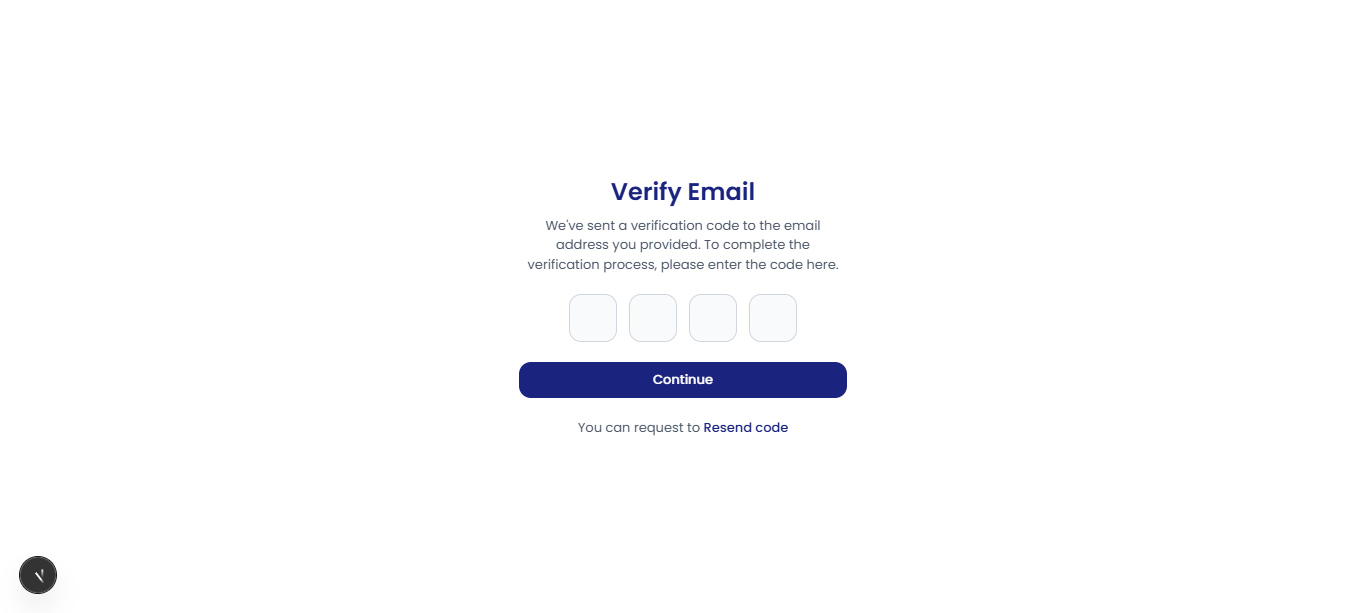 Verify Email
We've sent a verification code to the email
address you provided. To complete the
verification process, please enter the code here.
Continue
You can request to Resend code